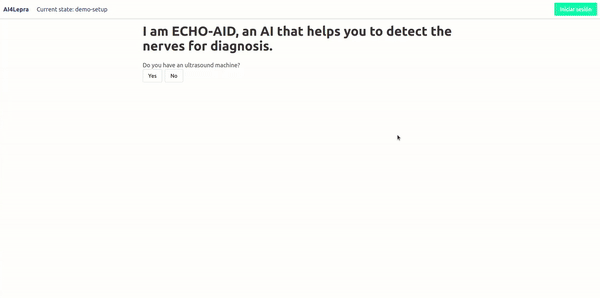 AI4Lepra Current state: demo-setup Iniciar sesión
I am ECHO-AID, an AI that helps you to detect the
nerves for diagnosis.
Do you have an ultrasound machine?
Yes No